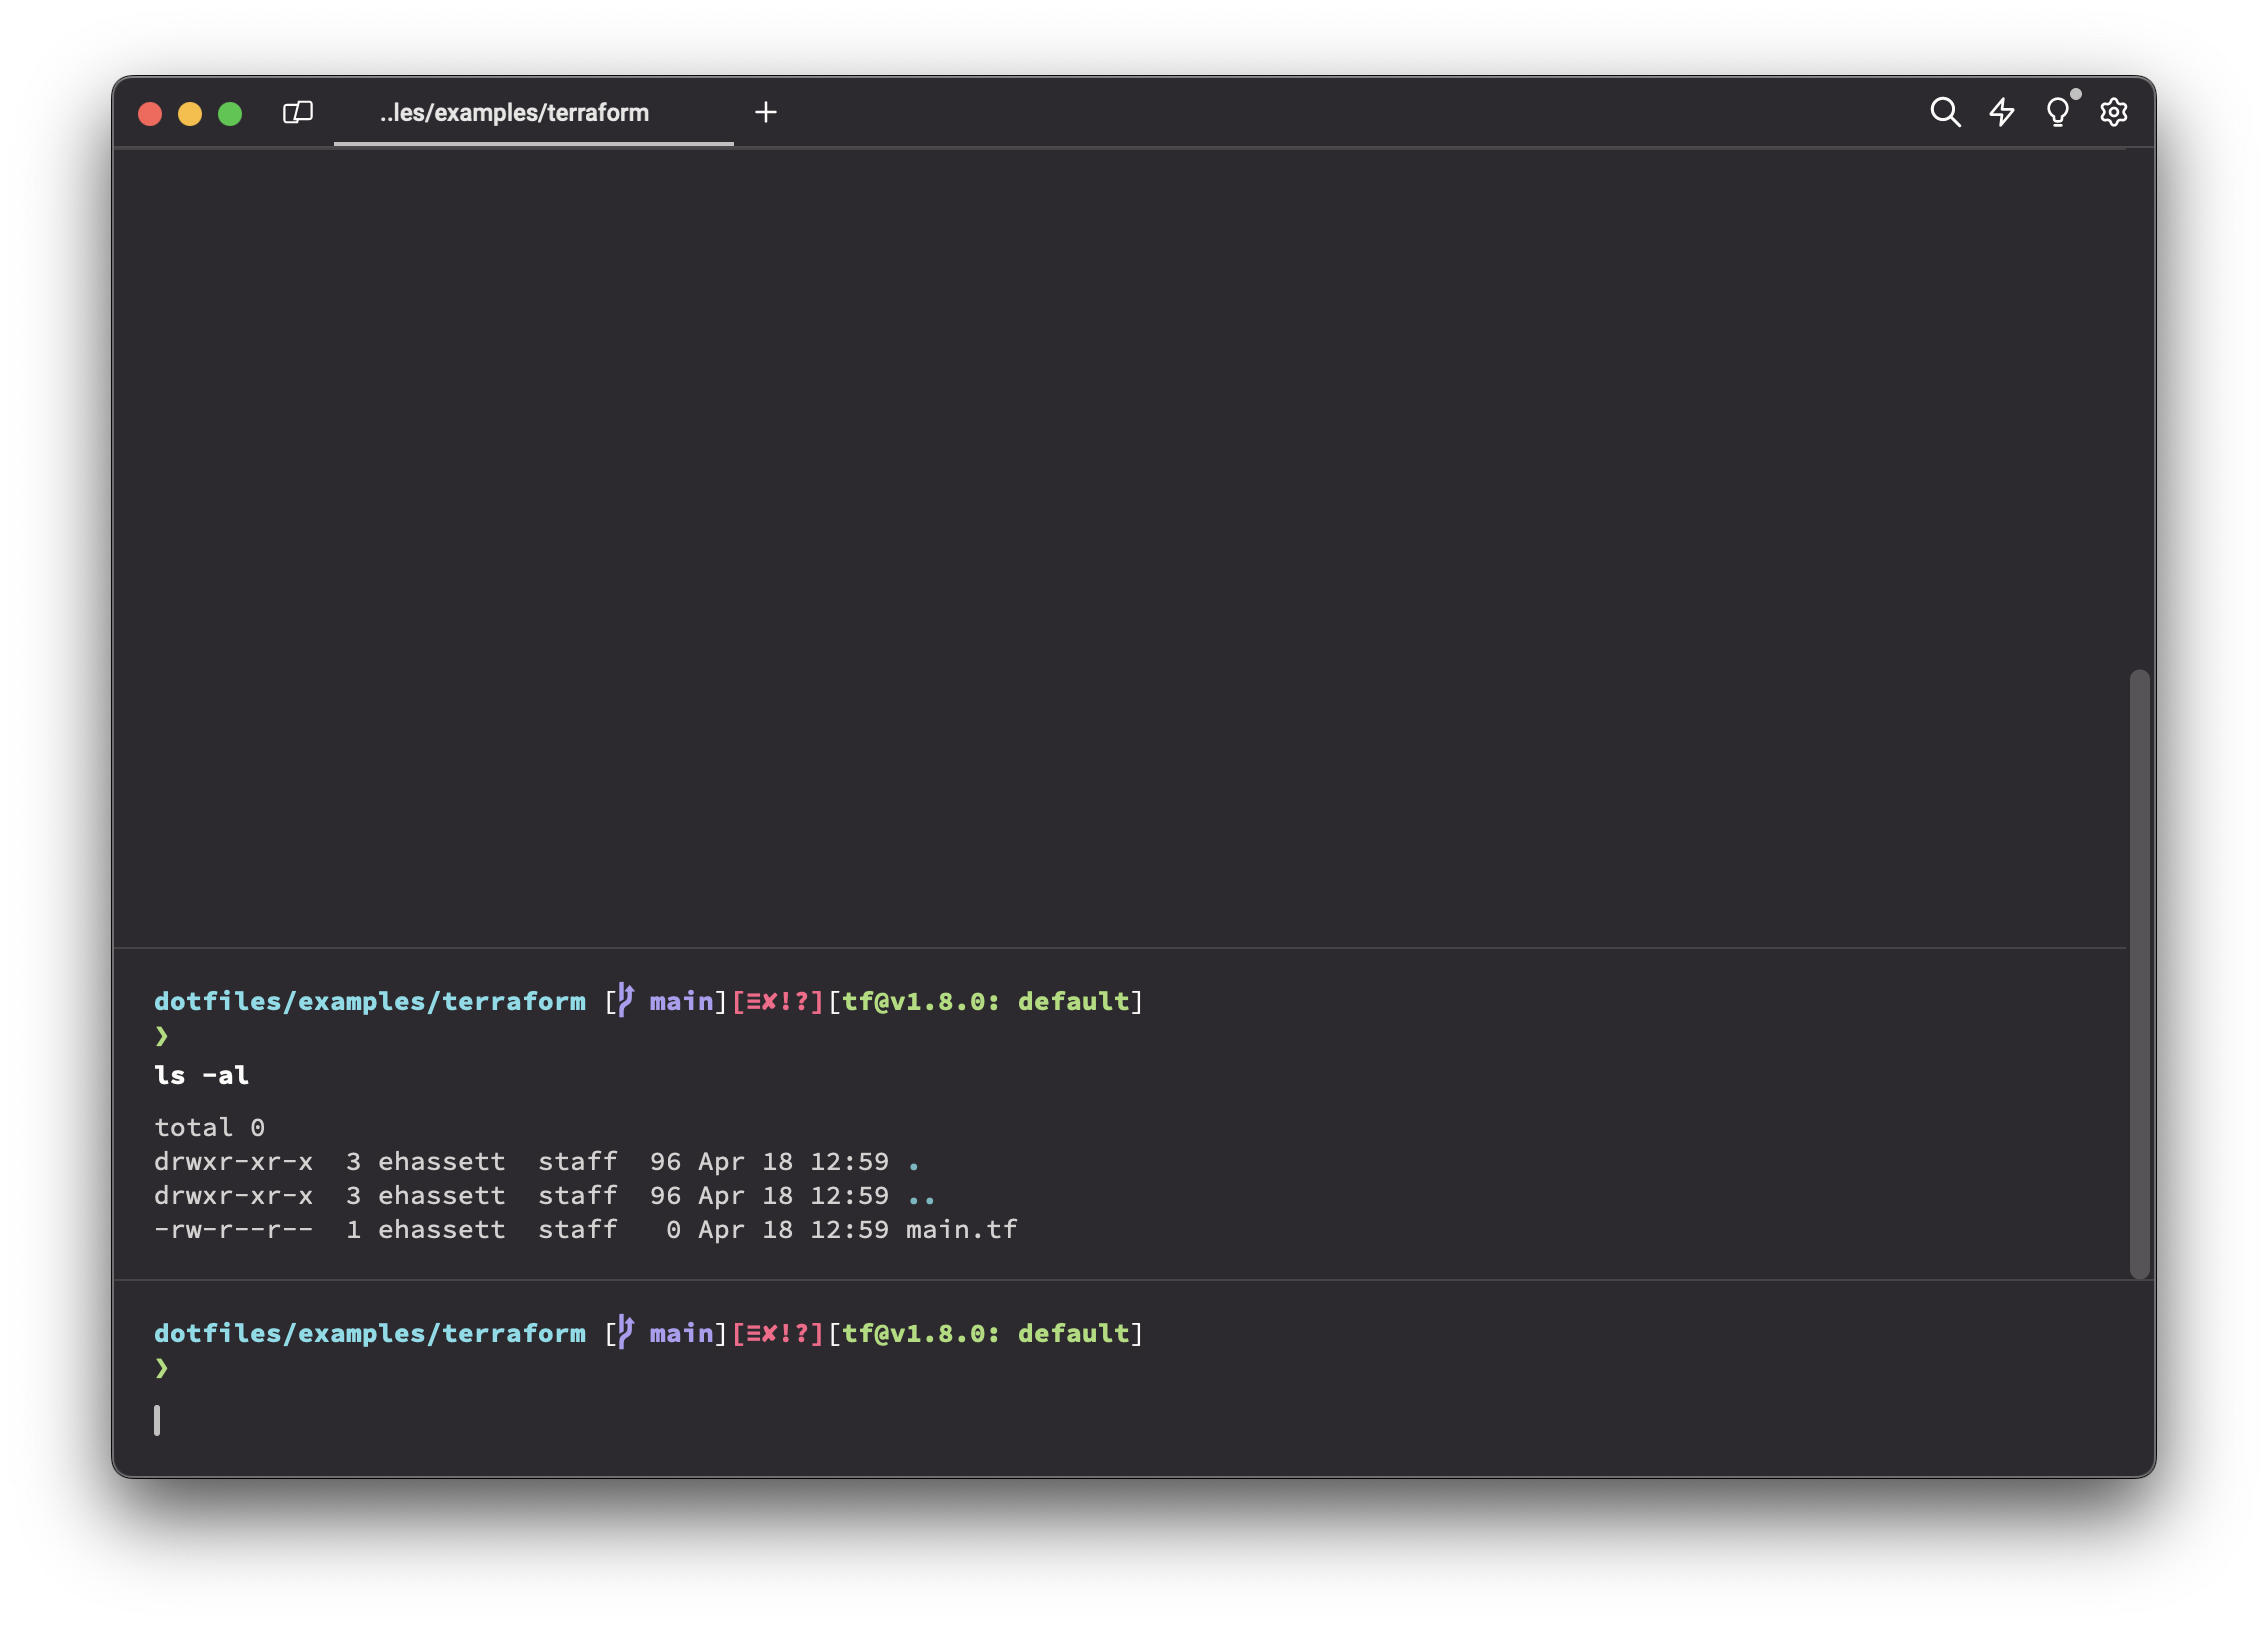 ..les/examples/terraform
dotfiles/examples/terraform [ main][≡✘!?][tf@v1.8.0: default]
❯
ls -al
total 0
drwxr-xr-x  3 ehassett  staff  96 Apr 18 12:59 .
drwxr-xr-x  3 ehassett  staff  96 Apr 18 12:59 ..
-rw-r--r--  1 ehassett  staff   0 Apr 18 12:59 main.tf
dotfiles/examples/terraform [ main][≡✘!?][tf@v1.8.0: default]
❯